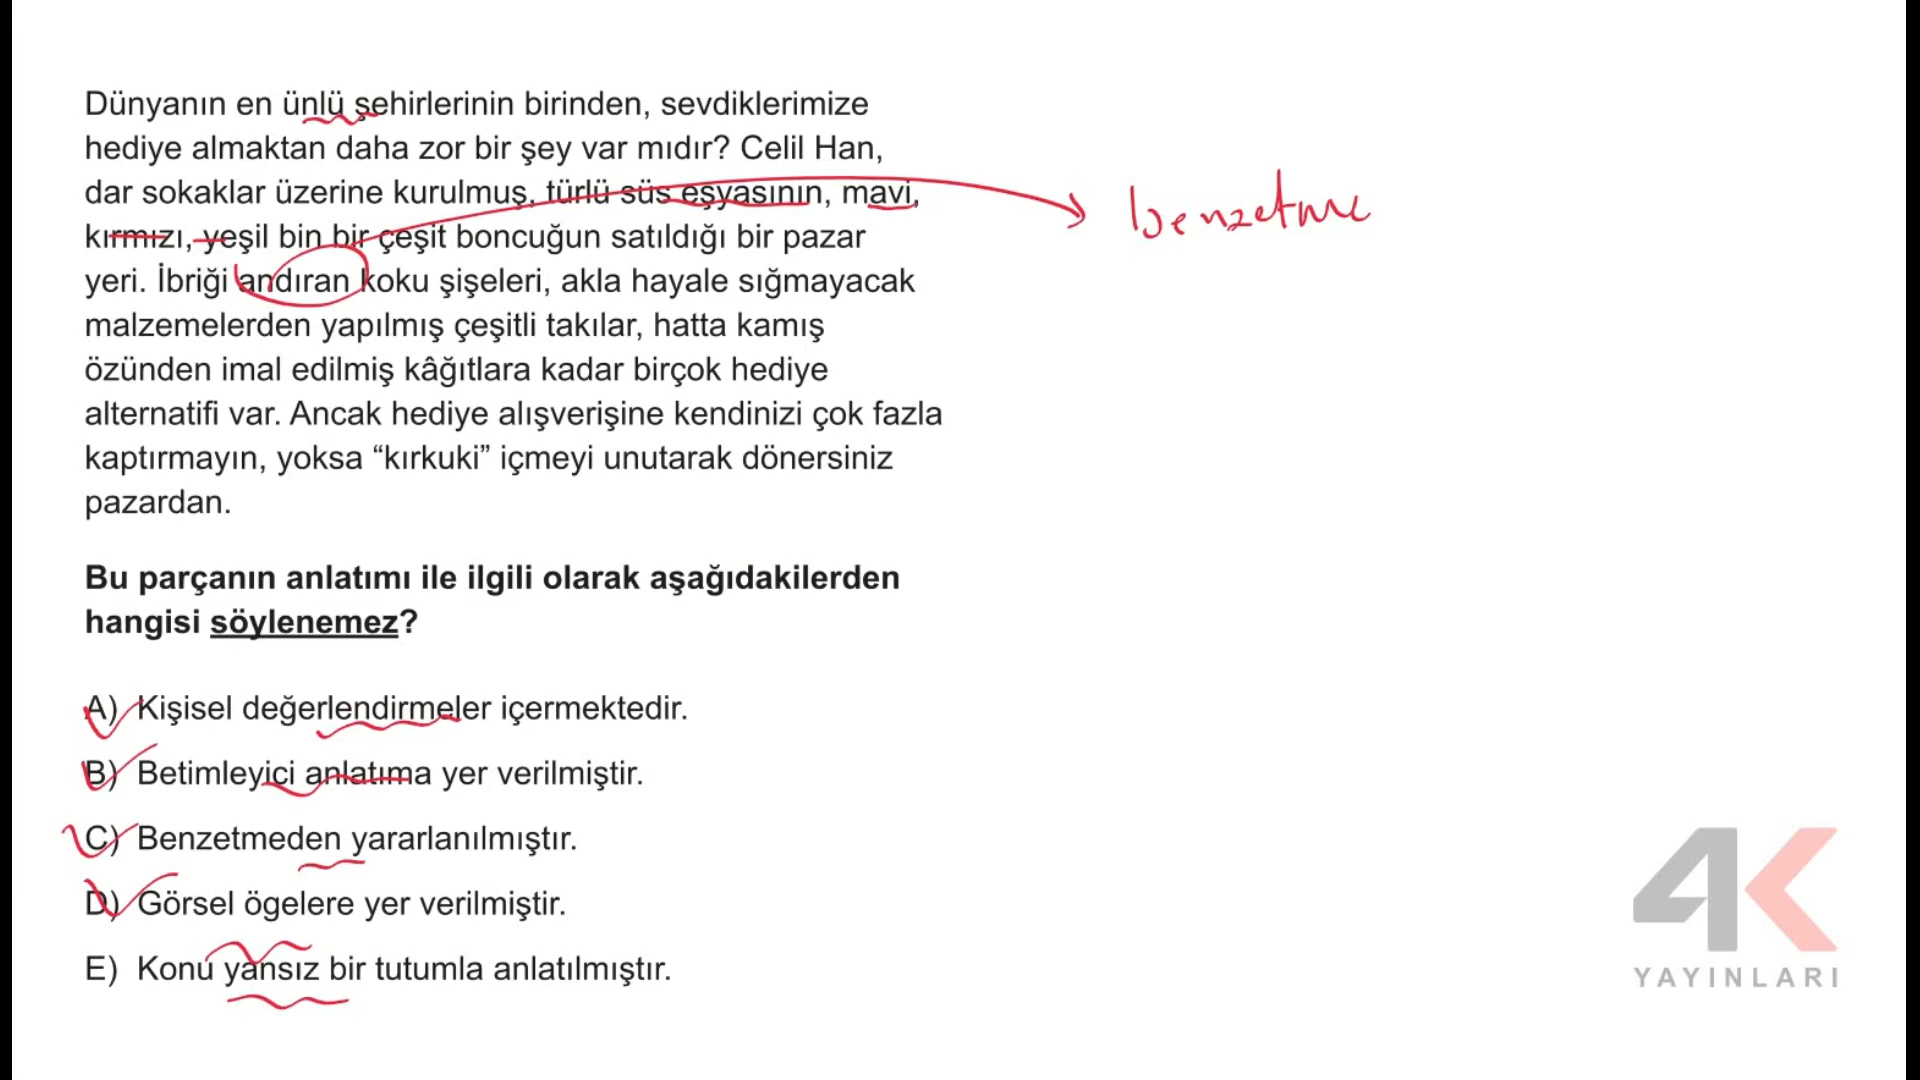 Dünyanın en ünlü şehirlerinin birinden, sevdiklerimize
hediye almaktan daha zor bir şey var mıdır? Celil Han,
dar sokaklar üzerine kurulmuş, türlü süs eşyasının, mavi,
kırmızı, yeşil bin bir çeşit boncuğun satıldığı bir pazar
yeri. İbriği andıran koku şişeleri, akla hayale sığmayacak
malzemelerden yapılmış çeşitli takılar, hatta kamış
özünden imal edilmiş kâğıtlara kadar birçok hediye
alternatifi var. Ancak hediye alışverişine kendinizi çok fazla
kaptırmayın, yoksa “kırkuki” içmeyi unutarak dönersiniz
pazardan.
benzetme
Bu parçanın anlatımı ile ilgili olarak aşağıdakilerden
hangisi söylenemez?
A) Kişisel değerlendirmeler içermektedir.
B) Betimleyici anlatıma yer verilmiştir.
C) Benzetmeden yararlanılmıştır.
D) Görsel ögelere yer verilmiştir.
E) Konu yansız bir tutumla anlatılmıştır.
4K
YAYINLARI